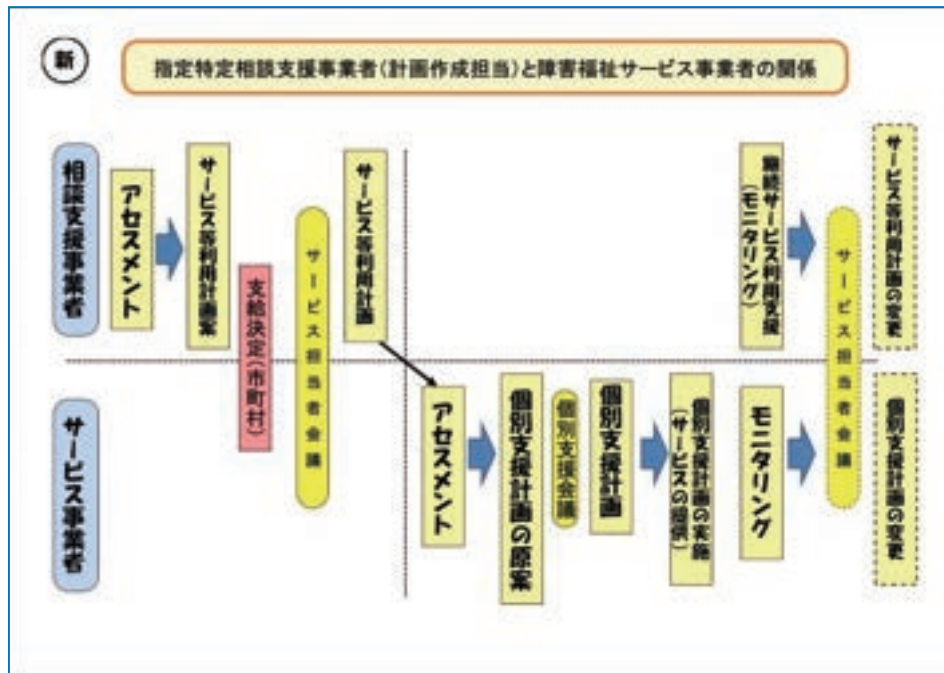 新
指定特定相談支援事業者(計画作成担当)と障害福祉サービス事業者の関係
相談支援事業者
アセスメント
サービス等利用計画案
支給決定(市町村)
サービス担当者会議
サービス等利用計画
継続サービス利用支援
(モニタリング)
サービス担当者会議
サービス等利用計画の変更
サービス事業者
アセスメント
個別支援計画の原案
個別支援会議
個別支援計画
個別支援計画の実施
(サービスの提供)
モニタリング
個別支援計画の変更